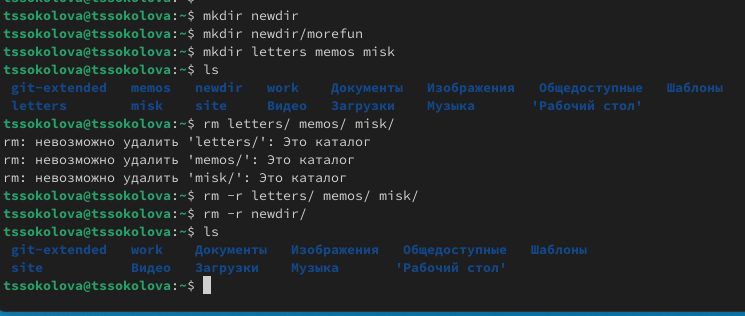 tssokolova@tssokolova:~$ mkdir newdir
tssokolova@tssokolova:~$ mkdir newdir/morefun
tssokolova@tssokolova:~$ mkdir letters memos misk
tssokolova@tssokolova:~$ ls
git-extended memos newdir work Документы Изображения Общедоступные Шаблоны
letters misk site Видео Загрузки Музыка 'Рабочий стол'
tssokolova@tssokolova:~$ rm letters/ memos/ misk/
rm: невозможно удалить 'letters/': Это каталог
rm: невозможно удалить 'memos/': Это каталог
rm: невозможно удалить 'misk/': Это каталог
tssokolova@tssokolova:~$ rm -r letters/ memos/ misk/
tssokolova@tssokolova:~$ rm -r newdir/
tssokolova@tssokolova:~$ ls
git-extended work Документы Изображения Общедоступные Шаблоны
site Видео Загрузки Музыка 'Рабочий стол'
tssokolova@tssokolova:~$